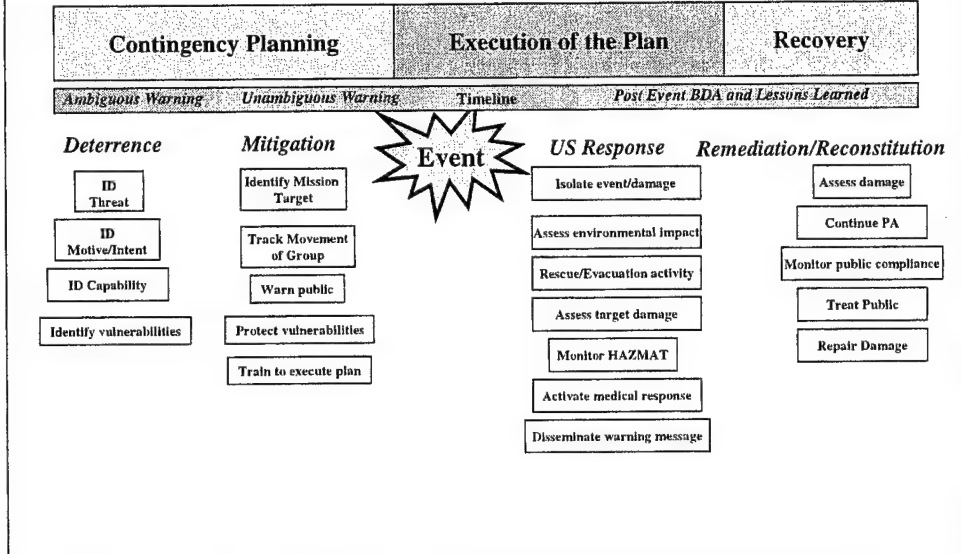 Contingency Planning
Execution of the Plan
Recovery
Ambiguous Warning
Unambiguous Warning
Timeline
Post Event BDA and Lessons Learned
Deterrence
ID
Threat
ID
Motive/Intent
ID Capability
Identify vulnerabilities
Mitigation
Identify Mission
Target
Track Movement
of Group
Warn public
Protect vulnerabilities
Train to execute plan
Event
US Response
Isolate event/damage
Assess environmental impact
Rescue/Evacuation activity
Assess target damage
Monitor HAZMAT
Activate medical response
Disseminate warning message
Remediation/Reconstitution
Assess damage
Continue PA
Monitor public compliance
Treat Public
Repair Damage